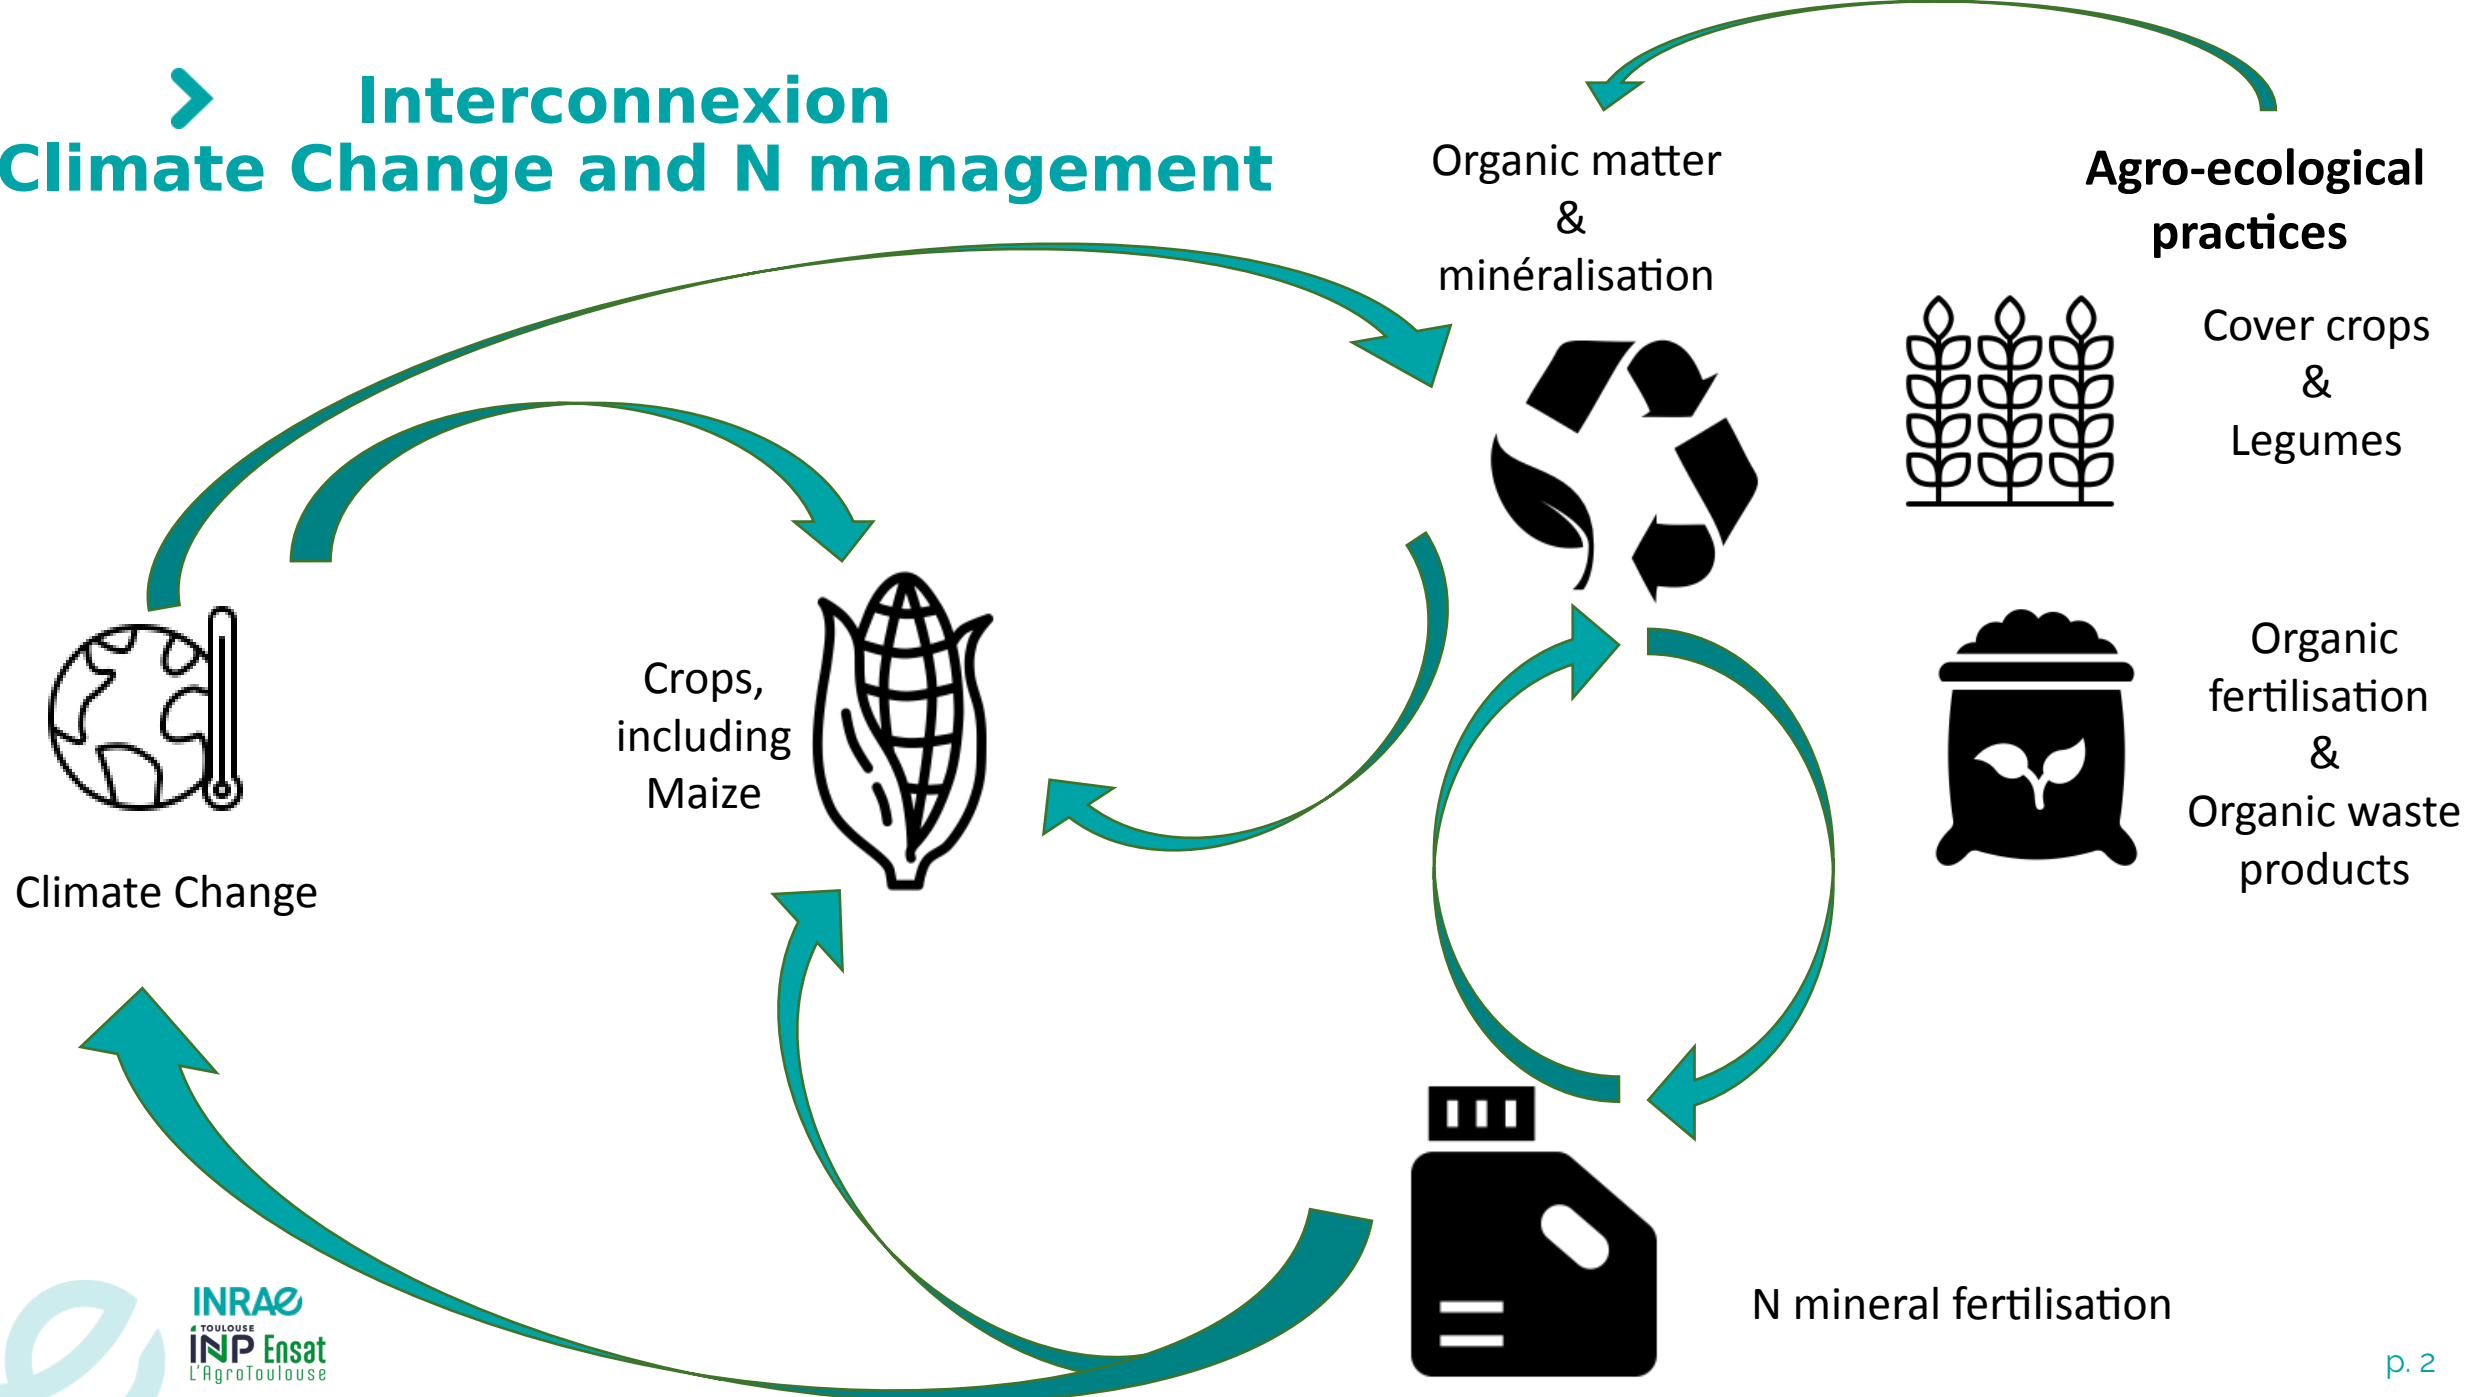 Interconnexion
Climate Change and N management
Organic matter
&
minéralisation
Agro-ecological
practices
Cover crops
&
Legumes
Organic
fertilisation
&
Organic waste
products
Crops,
including
Maize
Climate Change
N mineral fertilisation
INRAE
TOULOUSE
INP Ensat
L'AgroToulouse
p. 2